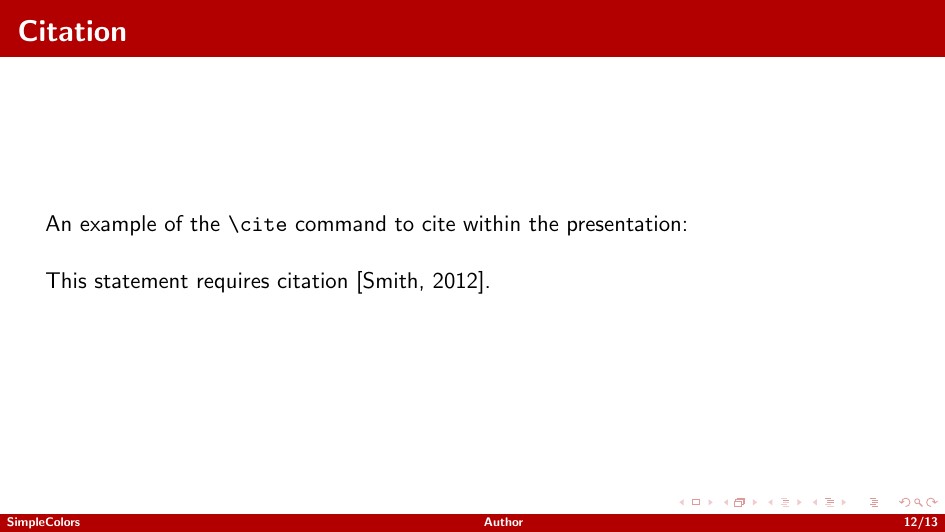 Citation
An example of the \cite command to cite within the presentation:
This statement requires citation [Smith, 2012].
SimpleColors Author 12/13